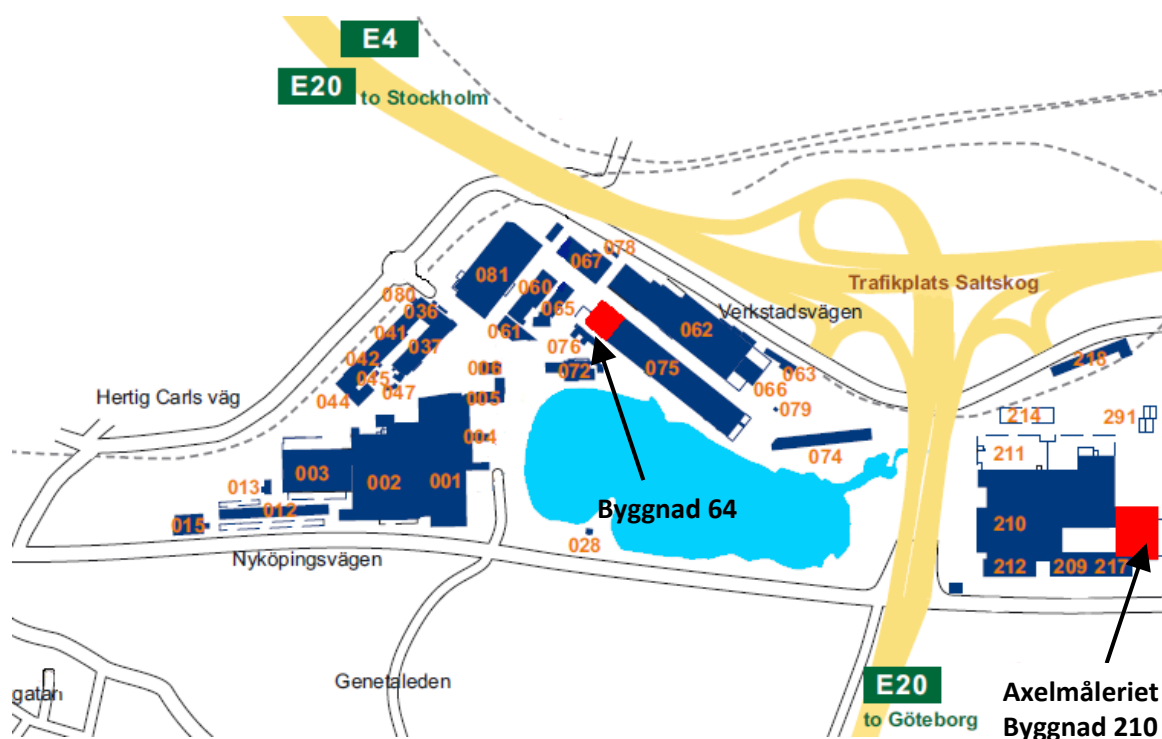 E4
E20
to Stockholm
078
067
081
060
Trafikplats Saltskog
080
036
065
Verkstadsvägen
041
061
062
037
076
042
006
072
075
218
045
063
066
Hertig Carls väg
044
047
005
079
214
291
004
074
211
003
002
001
013
Byggnad 64
012
015
210
028
Nyköpingsvägen
212
209
217
Genetaleden
gatan
E20
to Göteborg
Axelmåleriet
Byggnad 210